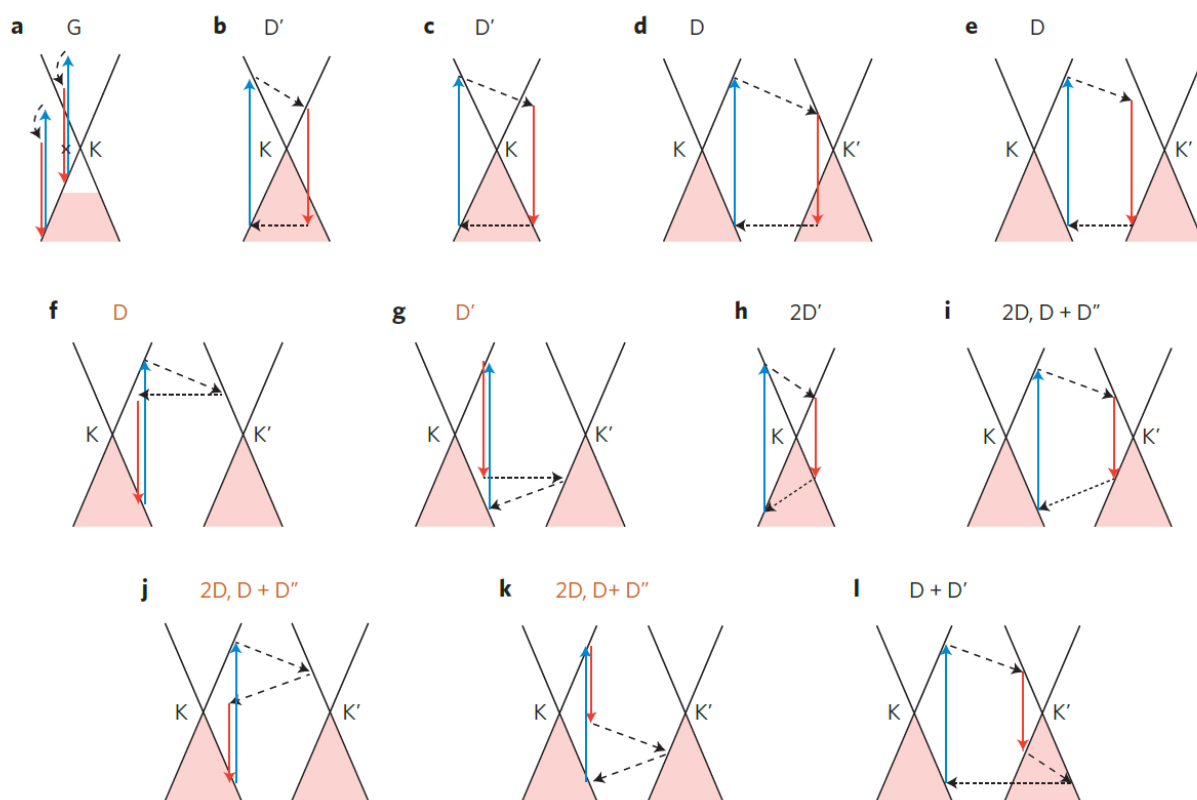 a G
b D′
c D′
d D
e D
K
K
K
K K′
K K′
f D
g D′
h 2D′
i 2D, D + D″
K K′
K K′
K
K K′
j 2D, D + D″
k 2D, D+ D″
l D + D′
K K′
K K′
K K′